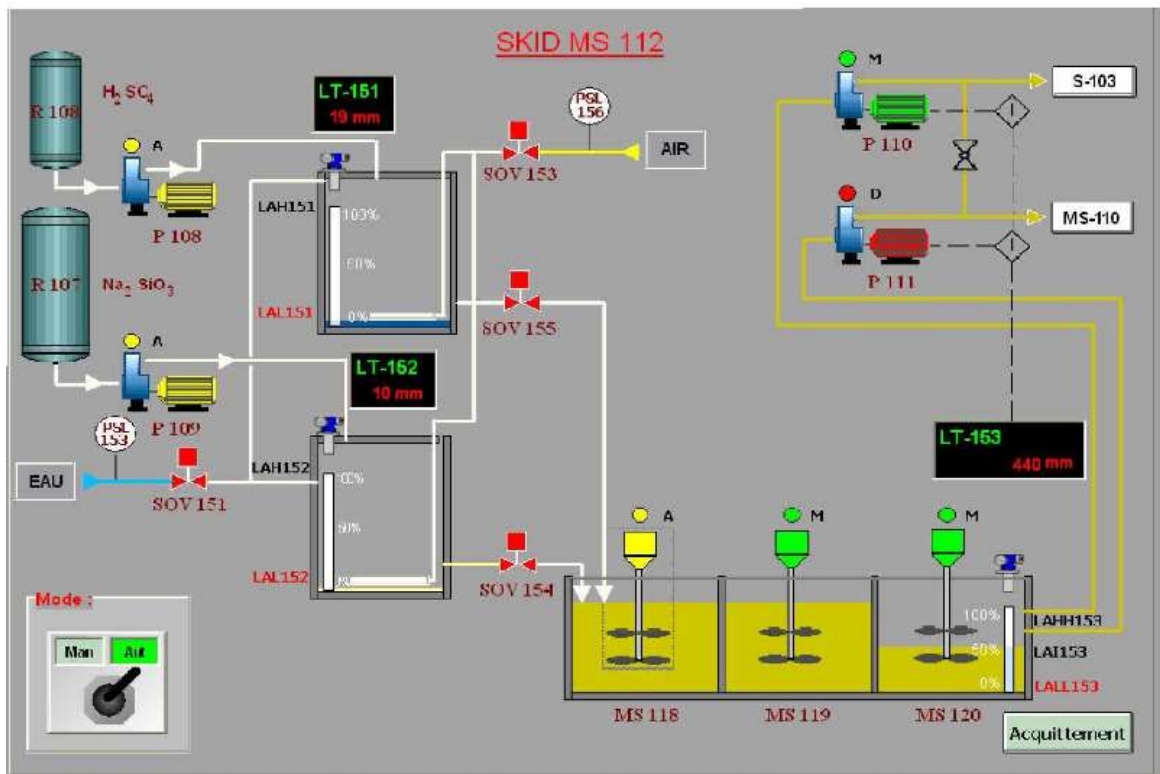 SKID MS 112
R 108
H2 SC4
A
P 108
LT-151
19 mm
PSL
156
AIR
SOV 153
M
P 110
S-103
D
P 111
MS-110
LAH151
100%
50%
0%
LAL151
SOV 155
R 107
Na2 SiO3
A
P 109
LT-152
10 mm
PSL
153
EAU
SOV 151
LAH152
100%
50%
LAL152
SOV 154
LT-153
440 mm
A
M
M
100%
50%
0%
LAHH153
LAI153
LALL153
MS 118
MS 119
MS 120
Mode :
Man
Aut
Acquittement